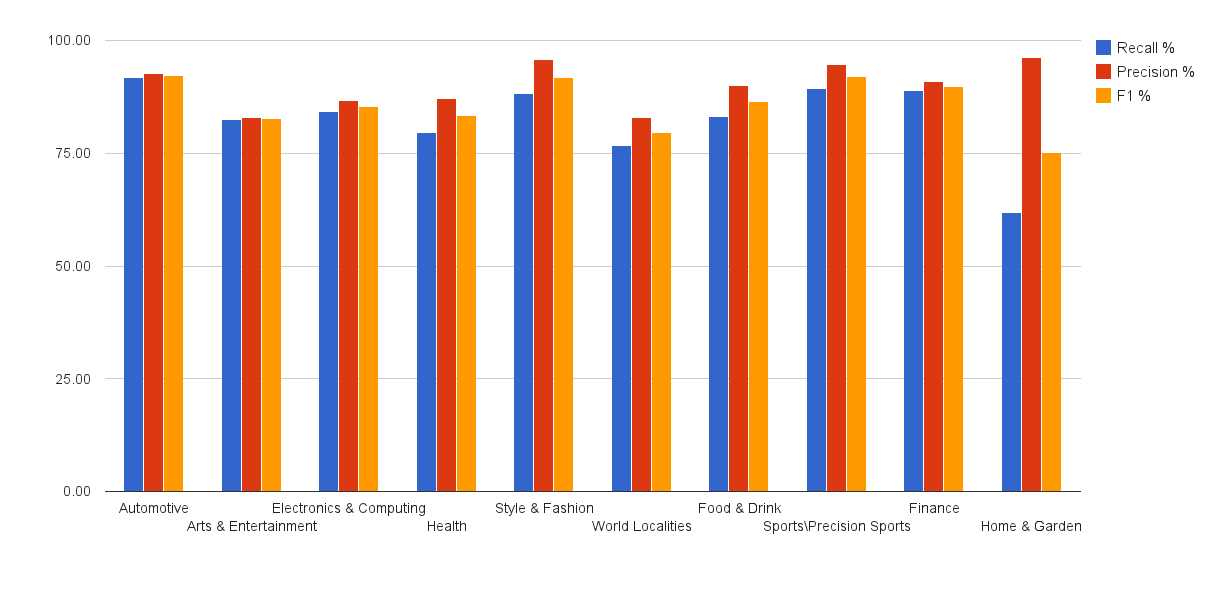 100.00
75.00
50.00
25.00
0.00
Recall %
Precision %
F1 %
Automotive
Arts & Entertainment
Electronics & Computing
Health
Style & Fashion
World Localities
Food & Drink
Sports\Precision Sports
Finance
Home & Garden